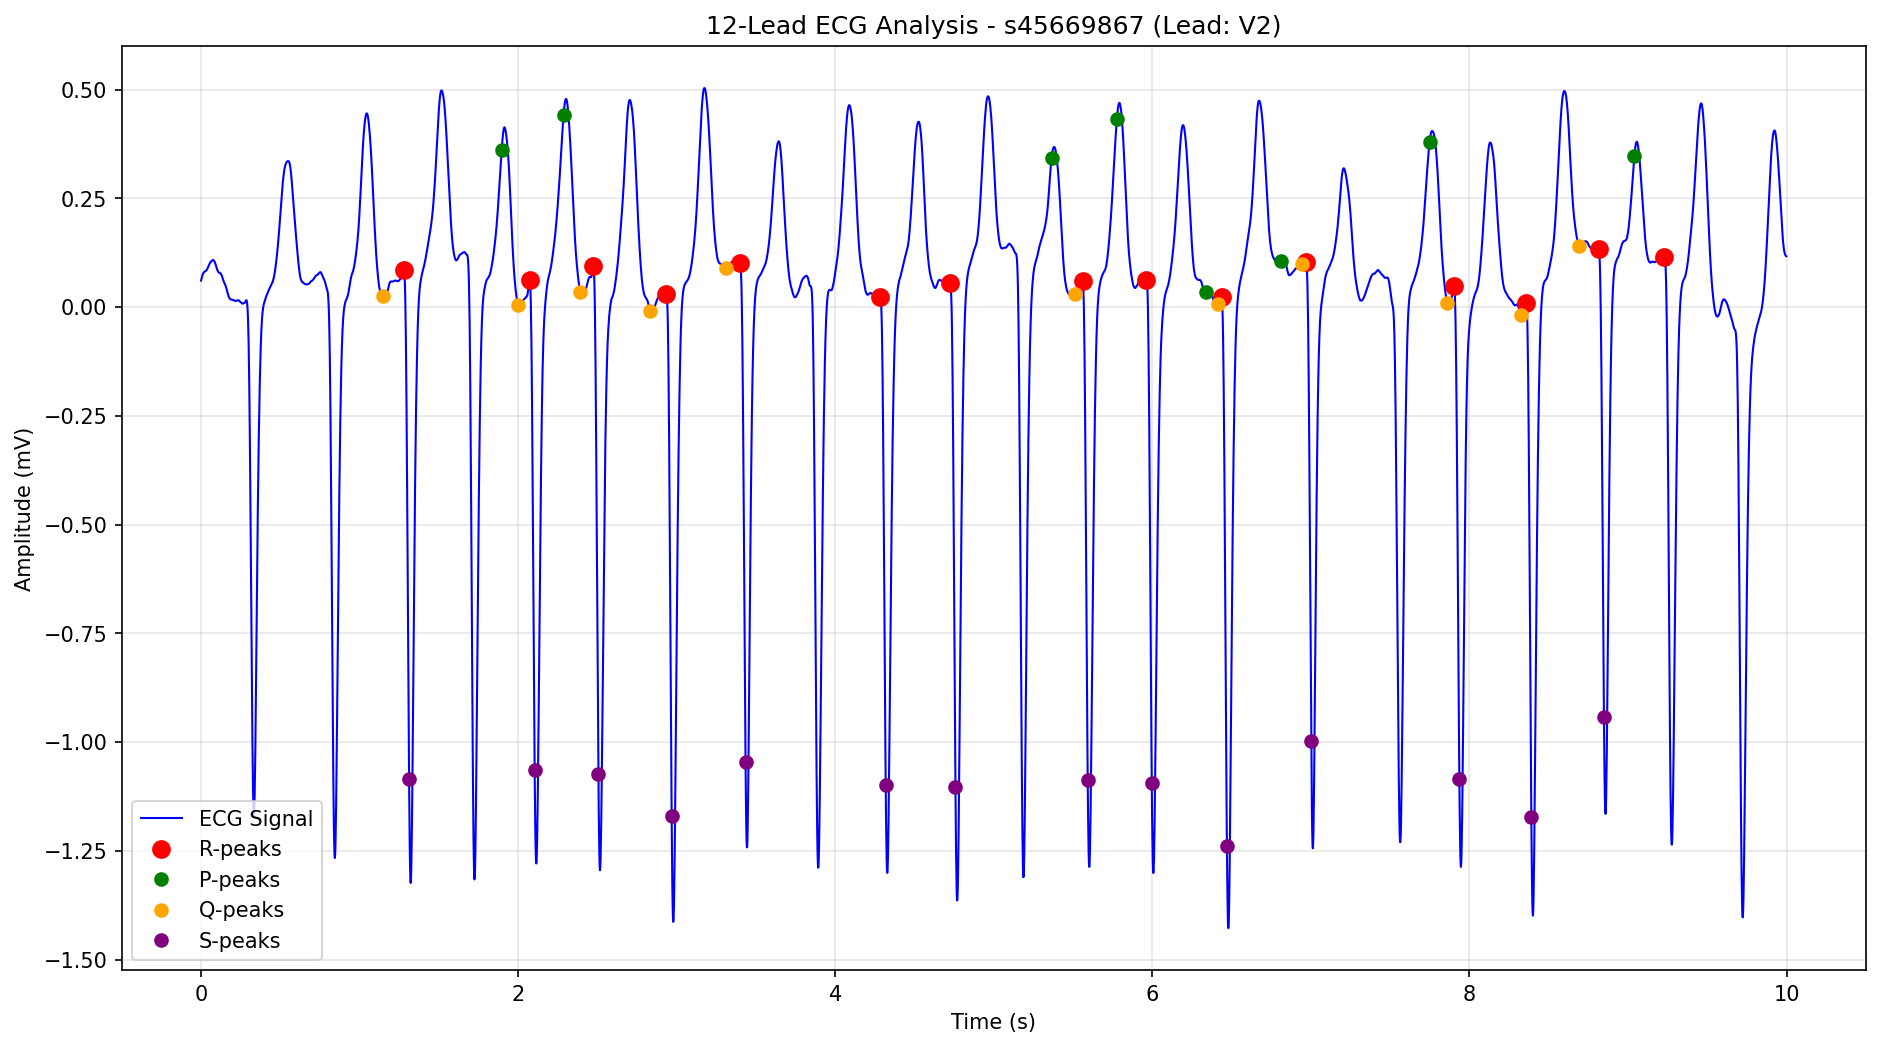 12-Lead ECG Analysis - s45669867 (Lead: V2)
0.50
0.25
0.00
−0.25
−0.50
−0.75
−1.00
−1.25
−1.50
Amplitude (mV)
ECG Signal
R-peaks
P-peaks
Q-peaks
S-peaks
0 2 4 6 8 10
Time (s)